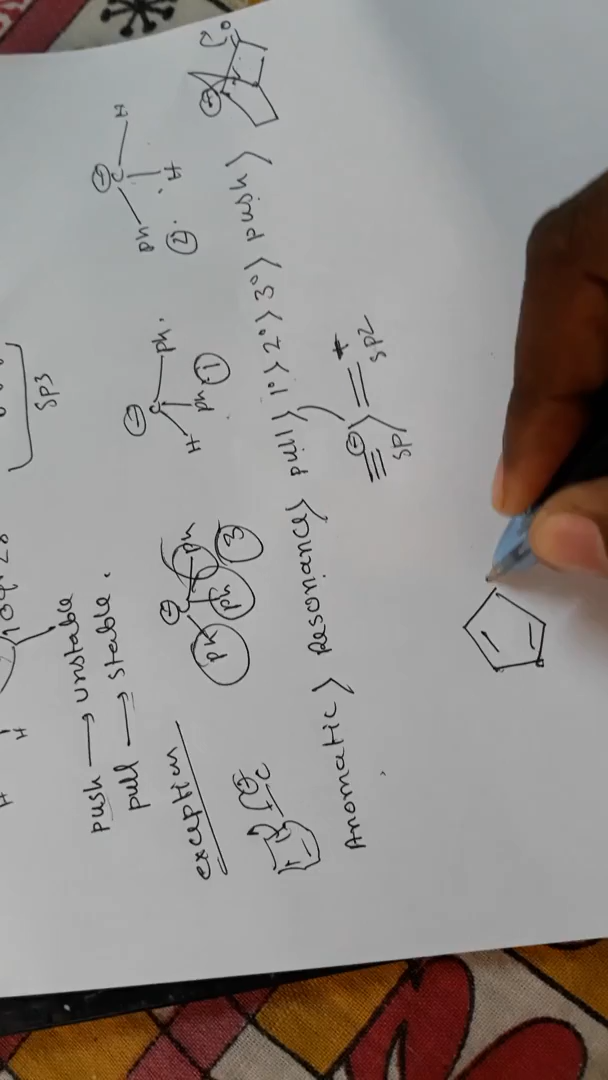 H
⊖
C
H
Ph
②
⊖
C
Ph.
H
Ph
①
sp3
push → unstable
pull → stable.
exception
⊖
Ph
Ph
Ph
③
⊕
C
⊖
C
O
Anomatic > Resonance > pull > 1° > 2° > 3° > push >
≡ > =
⊖
sp
sp2
H
H